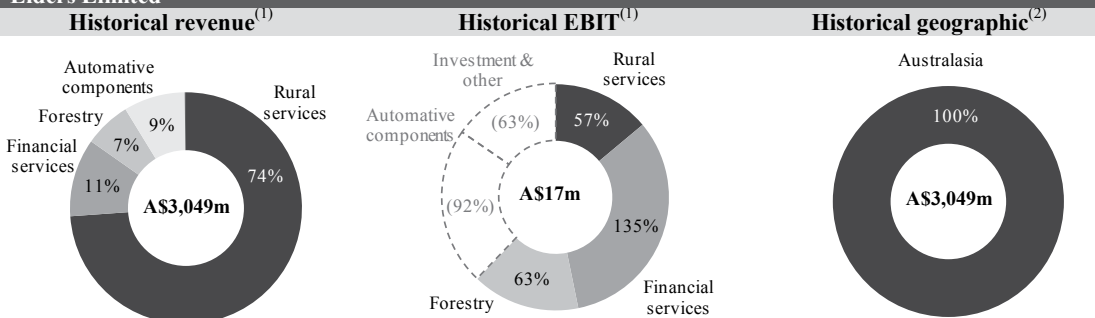 Elders Limited
Historical revenue(1)
Automative
components
Rural
services
Forestry
Financial
services
9%
7%
11%
74%
A$3,049m
Historical EBIT(1)
Investment &
other
Rural
services
Automative
components
(63%)
57%
(92%)
A$17m
135%
63%
Forestry
Financial
services
Historical geographic(2)
Australasia
100%
A$3,049m